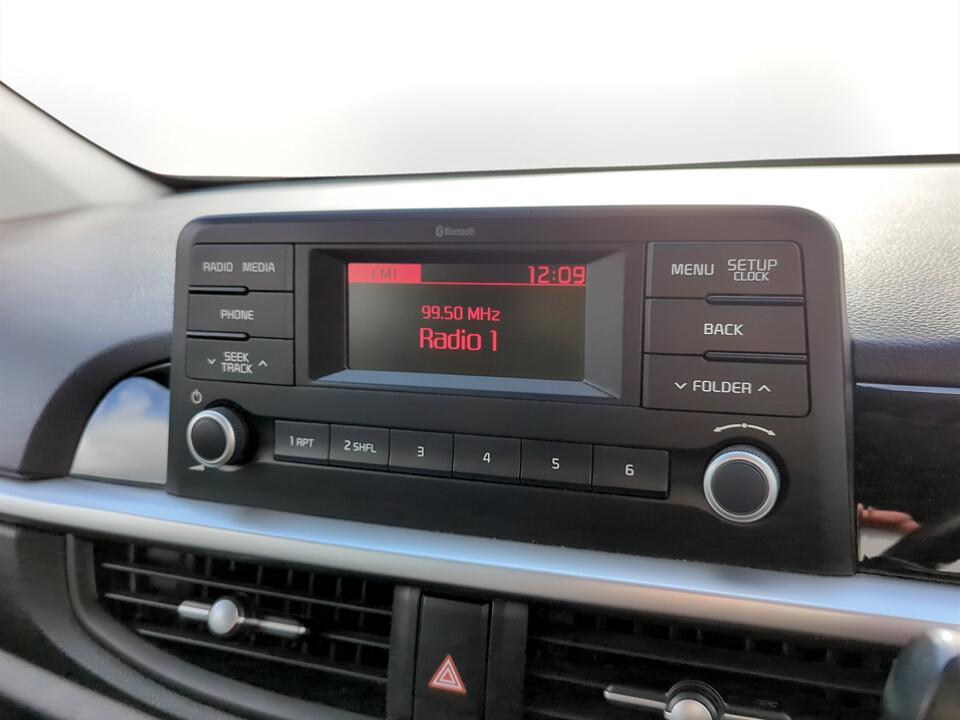 Bluetooth
RADIO MEDIA
PHONE
SEEK
TRACK
FM1
12:09
99.50 MHz
Radio 1
MENU
SETUP
CLOCK
BACK
FOLDER
1 RPT
2 SHFL
3
4
5
6